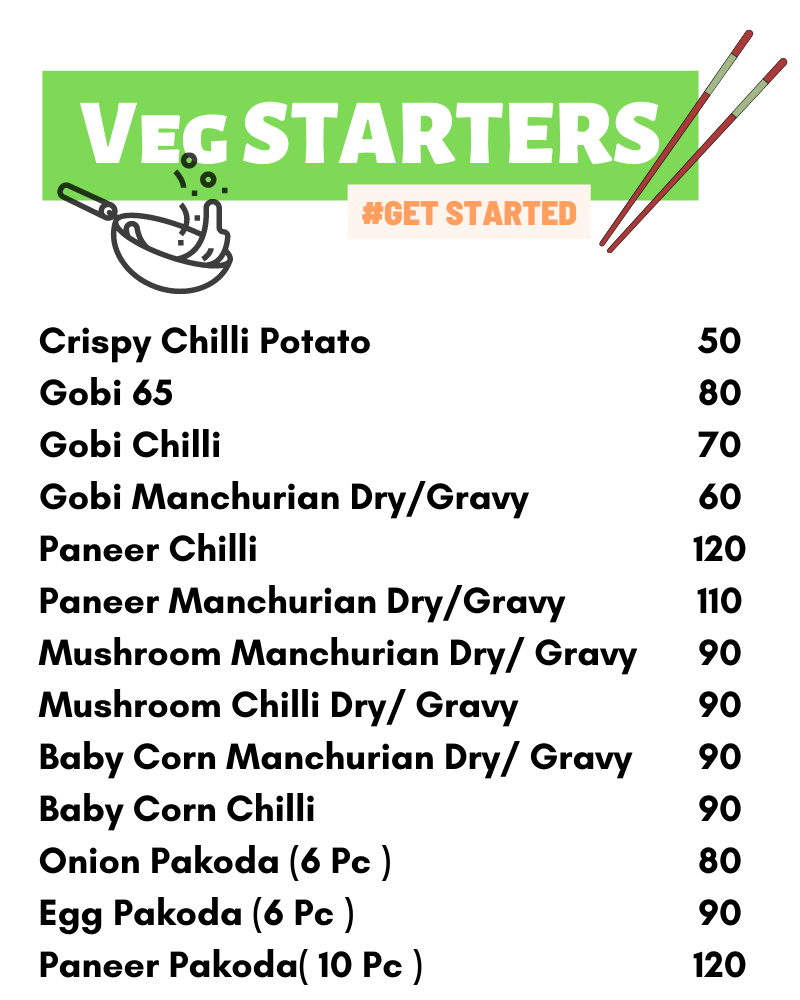 Veg STARTERS
#GET STARTED
Crispy Chilli Potato 50
Gobi 65 80
Gobi Chilli 70
Gobi Manchurian Dry/Gravy 60
Paneer Chilli 120
Paneer Manchurian Dry/Gravy 110
Mushroom Manchurian Dry/ Gravy 90
Mushroom Chilli Dry/ Gravy 90
Baby Corn Manchurian Dry/ Gravy 90
Baby Corn Chilli 90
Onion Pakoda (6 Pc ) 80
Egg Pakoda (6 Pc ) 90
Paneer Pakoda( 10 Pc ) 120